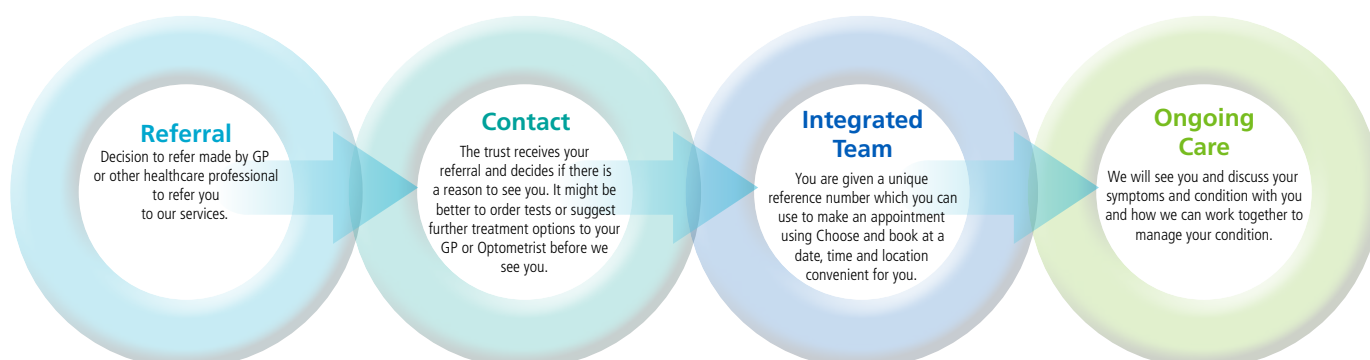 Referral
Decision to refer made by GP
or other healthcare professional
to refer you
to our services.
Contact
The trust receives your
referral and decides if there is
a reason to see you. It might be
better to order tests or suggest
further treatment options to your
GP or Optometrist before we
see you.
Integrated
Team
You are given a unique
reference number which you can
use to make an appointment
using Choose and book at a
date, time and location
convenient for you.
Ongoing
Care
We will see you and discuss your
symptoms and condition with you
and how we can work together to
manage your condition.